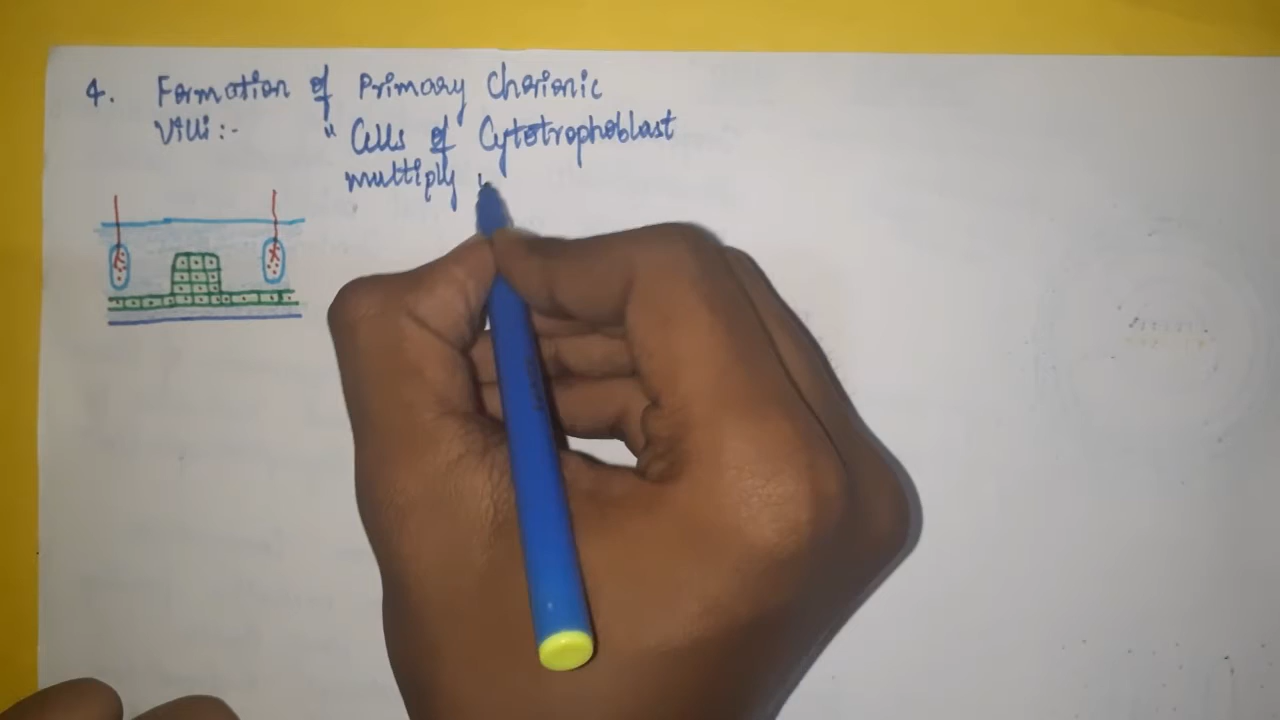 4. Formation of Primary Chorionic
Villi :- " Cells of Cytotrophoblast
multiply